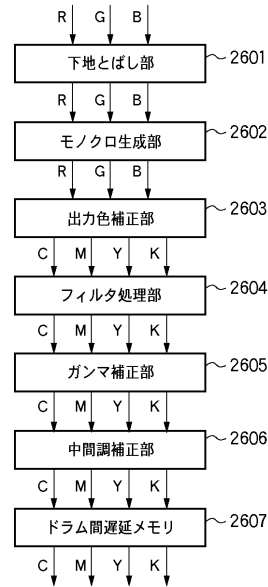 R G B
下地とばし部 2601
R G B
モノクロ生成部 2602
R G B
出力色補正部 2603
C M Y K
フィルタ処理部 2604
C M Y K
ガンマ補正部 2605
C M Y K
中間調補正部 2606
C M Y K
ドラム間遅延メモリ 2607
C M Y K